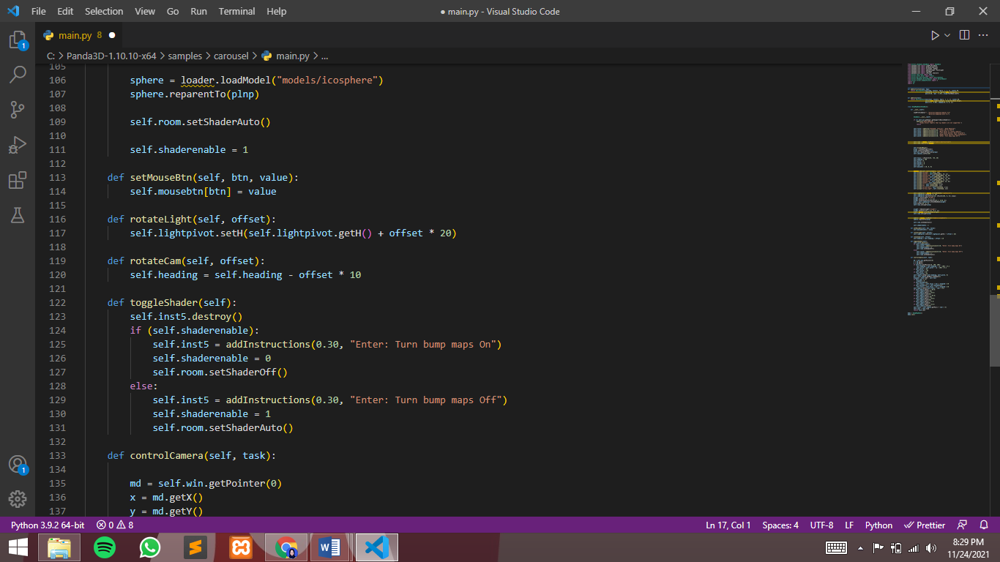 File Edit Selection View Go Run Terminal Help ● main.py - Visual Studio Code
main.py 8 ●
C: > Panda3D-1.10.10-x64 > samples > carousel > main.py > ...
105
106 sphere = loader.loadModel("models/icosphere")
107 sphere.reparentTo(plnp)
108
109 self.room.setShaderAuto()
110
111 self.shaderenable = 1
112
113 def setMouseBtn(self, btn, value):
114 self.mousebtn[btn] = value
115
116 def rotateLight(self, offset):
117 self.lightpivot.setH(self.lightpivot.getH() + offset * 20)
118
119 def rotateCam(self, offset):
120 self.heading = self.heading - offset * 10
121
122 def toggleShader(self):
123 self.inst5.destroy()
124 if (self.shaderenable):
125 self.inst5 = addInstructions(0.30, "Enter: Turn bump maps On")
126 self.shaderenable = 0
127 self.room.setShaderOff()
128 else:
129 self.inst5 = addInstructions(0.30, "Enter: Turn bump maps Off")
130 self.shaderenable = 1
131 self.room.setShaderAuto()
132
133 def controlCamera(self, task):
134
135 md = self.win.getPointer(0)
136 x = md.getX()
137 y = md.getY()
1
1
Python 3.9.2 64-bit 0 8 Ln 17, Col 1 Spaces: 4 UTF-8 LF Python Prettier
8:29 PM
11/24/2021